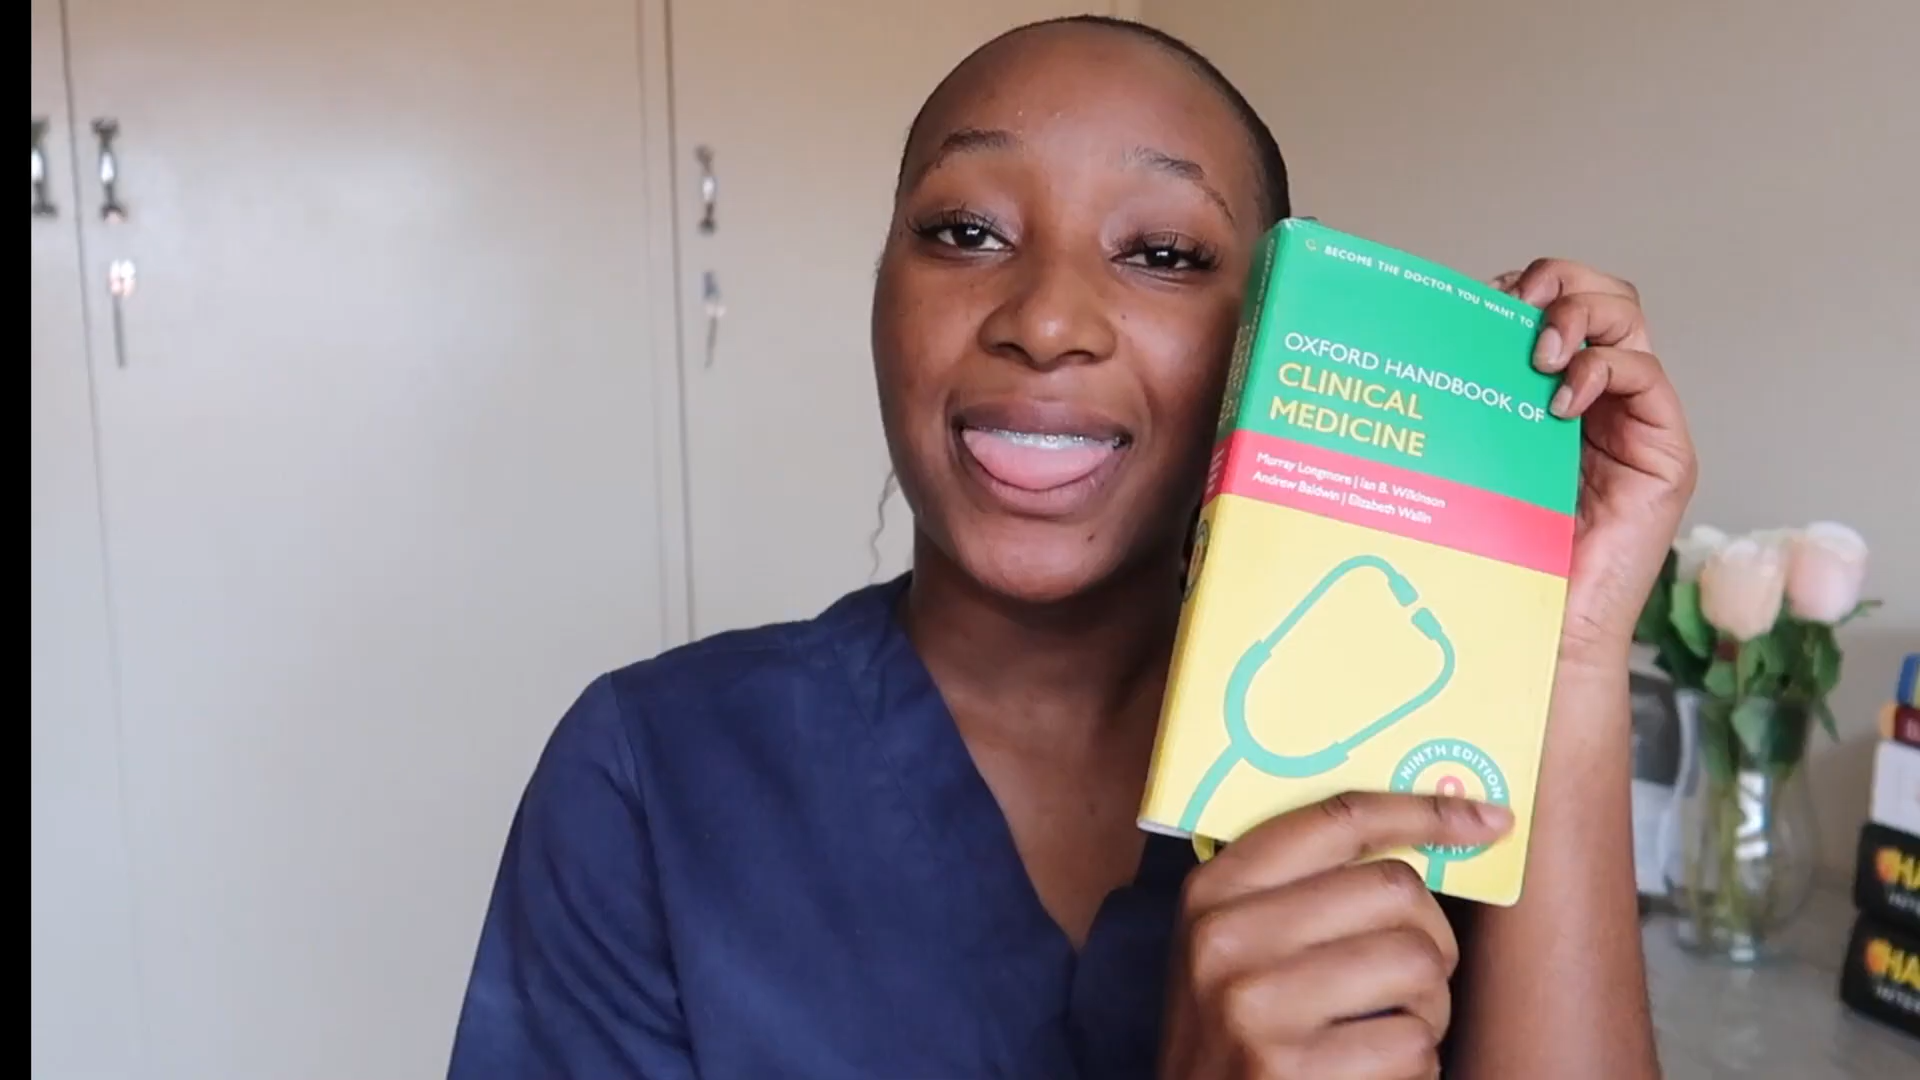 BECOME THE DOCTOR YOU WANT TO
OXFORD HANDBOOK OF
CLINICAL
MEDICINE
Murray Longmore | Ian B. Wilkinson
Andrew Baldwin | Elizabeth Wallin
NINTH EDITION